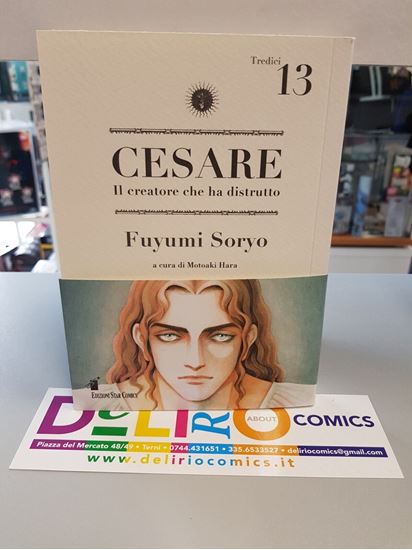 Tredici 13
CESARE
Il creatore che ha distrutto
Fuyumi Soryo
a cura di Motoaki Hara
EDIZIONI STAR COMICS
DELIRIO ABOUT COMICS
Piazza del Mercato 48/49 • Terni • 0744.431651 • 335.6533527 • deliriocomics@gmail.com
www.deliriocomics.it